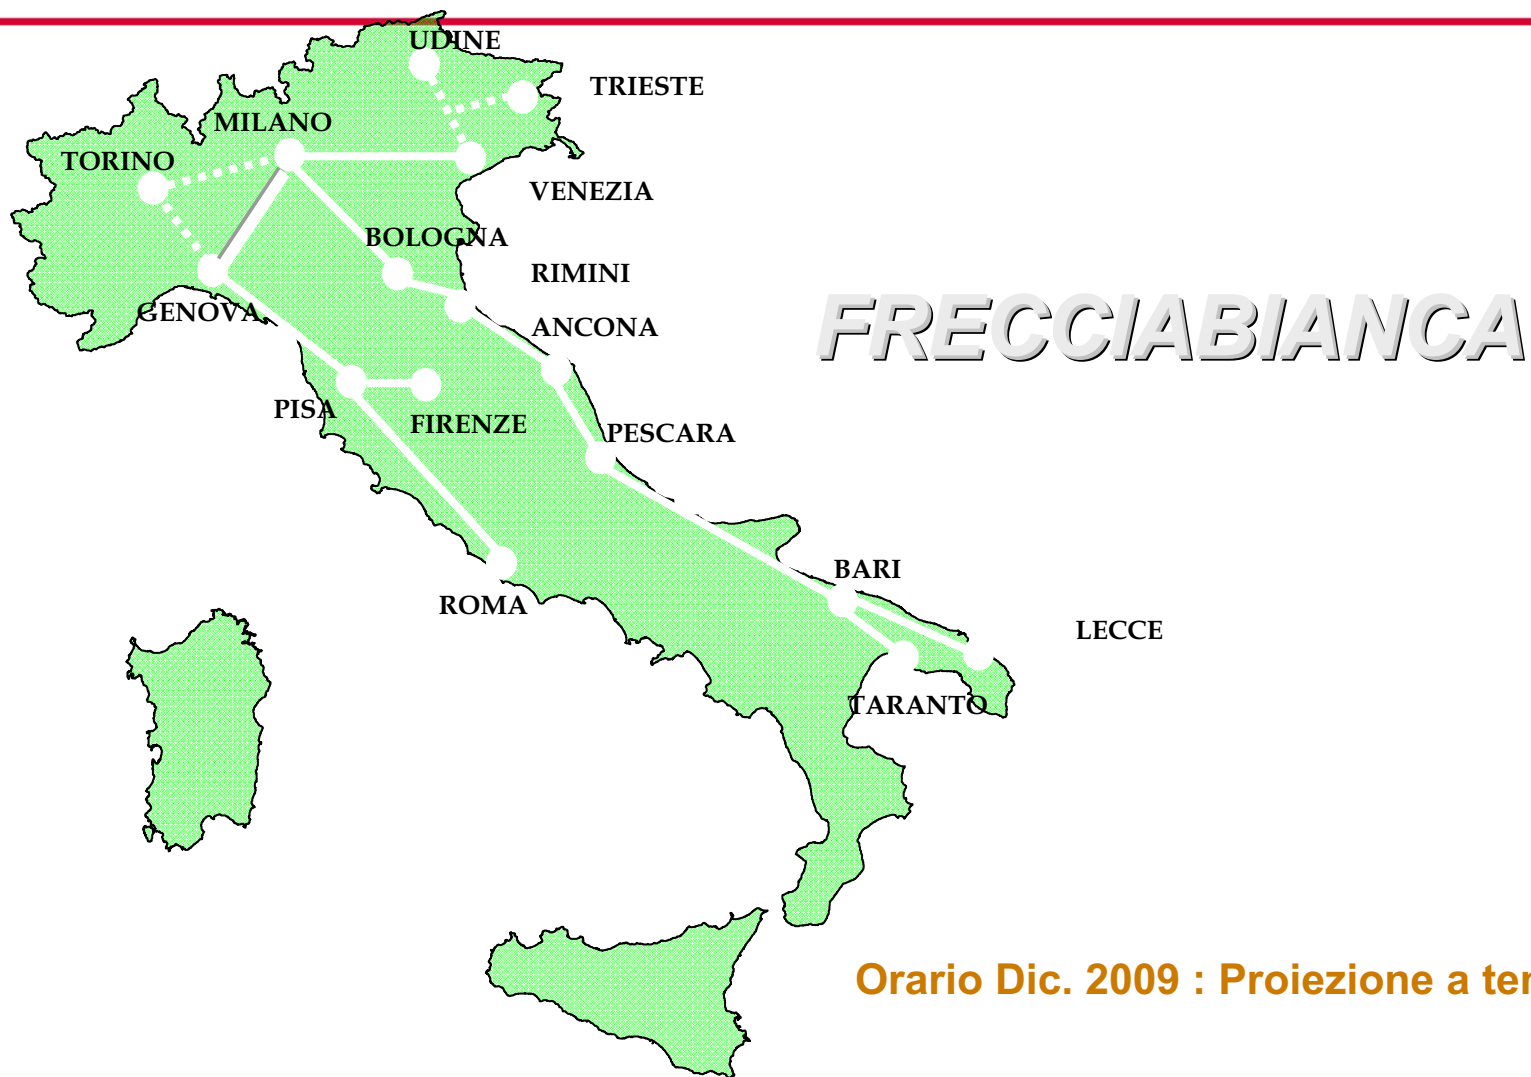 UDINE
TRIESTE
MILANO
TORINO
VENEZIA
BOLOGNA
RIMINI
GENOVA
ANCONA
FRECCIABIANCA
PISA
FIRENZE
PESCARA
BARI
ROMA
LECCE
TARANTO
Orario Dic. 2009 : Proiezione a